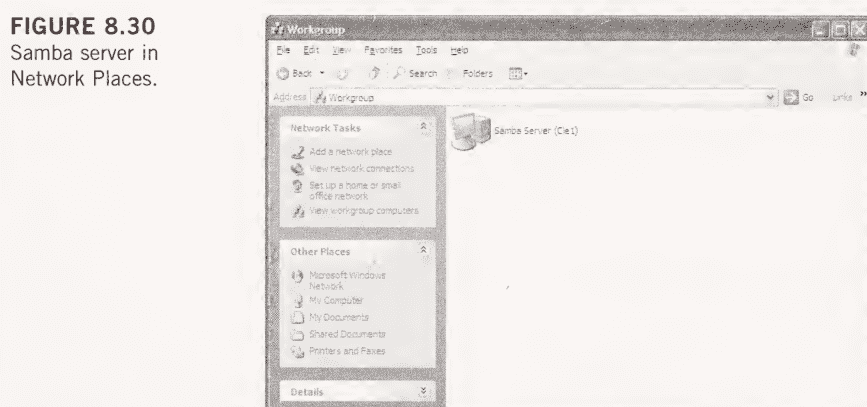 FIGURE 8.30
Samba server in
Network Places.
Workgroup
File Edit View Favorites Tools Help
Back Search Folders
Address Workgroup Go Links »
Network Tasks
Samba Server (Cie1)
Add a network place
View network connections
Set up a home or small
office network
View workgroup computers
Other Places
Microsoft Windows
Network
My Computer
My Documents
Shared Documents
Printers and Faxes
Details